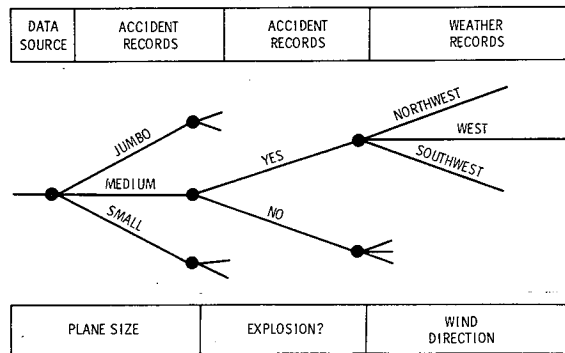 DATA
SOURCE
ACCIDENT
RECORDS
ACCIDENT
RECORDS
WEATHER
RECORDS
JUMBO
MEDIUM
SMALL
YES
NO
NORTHWEST
WEST
SOUTHWEST
PLANE SIZE
EXPLOSION?
WIND
DIRECTION